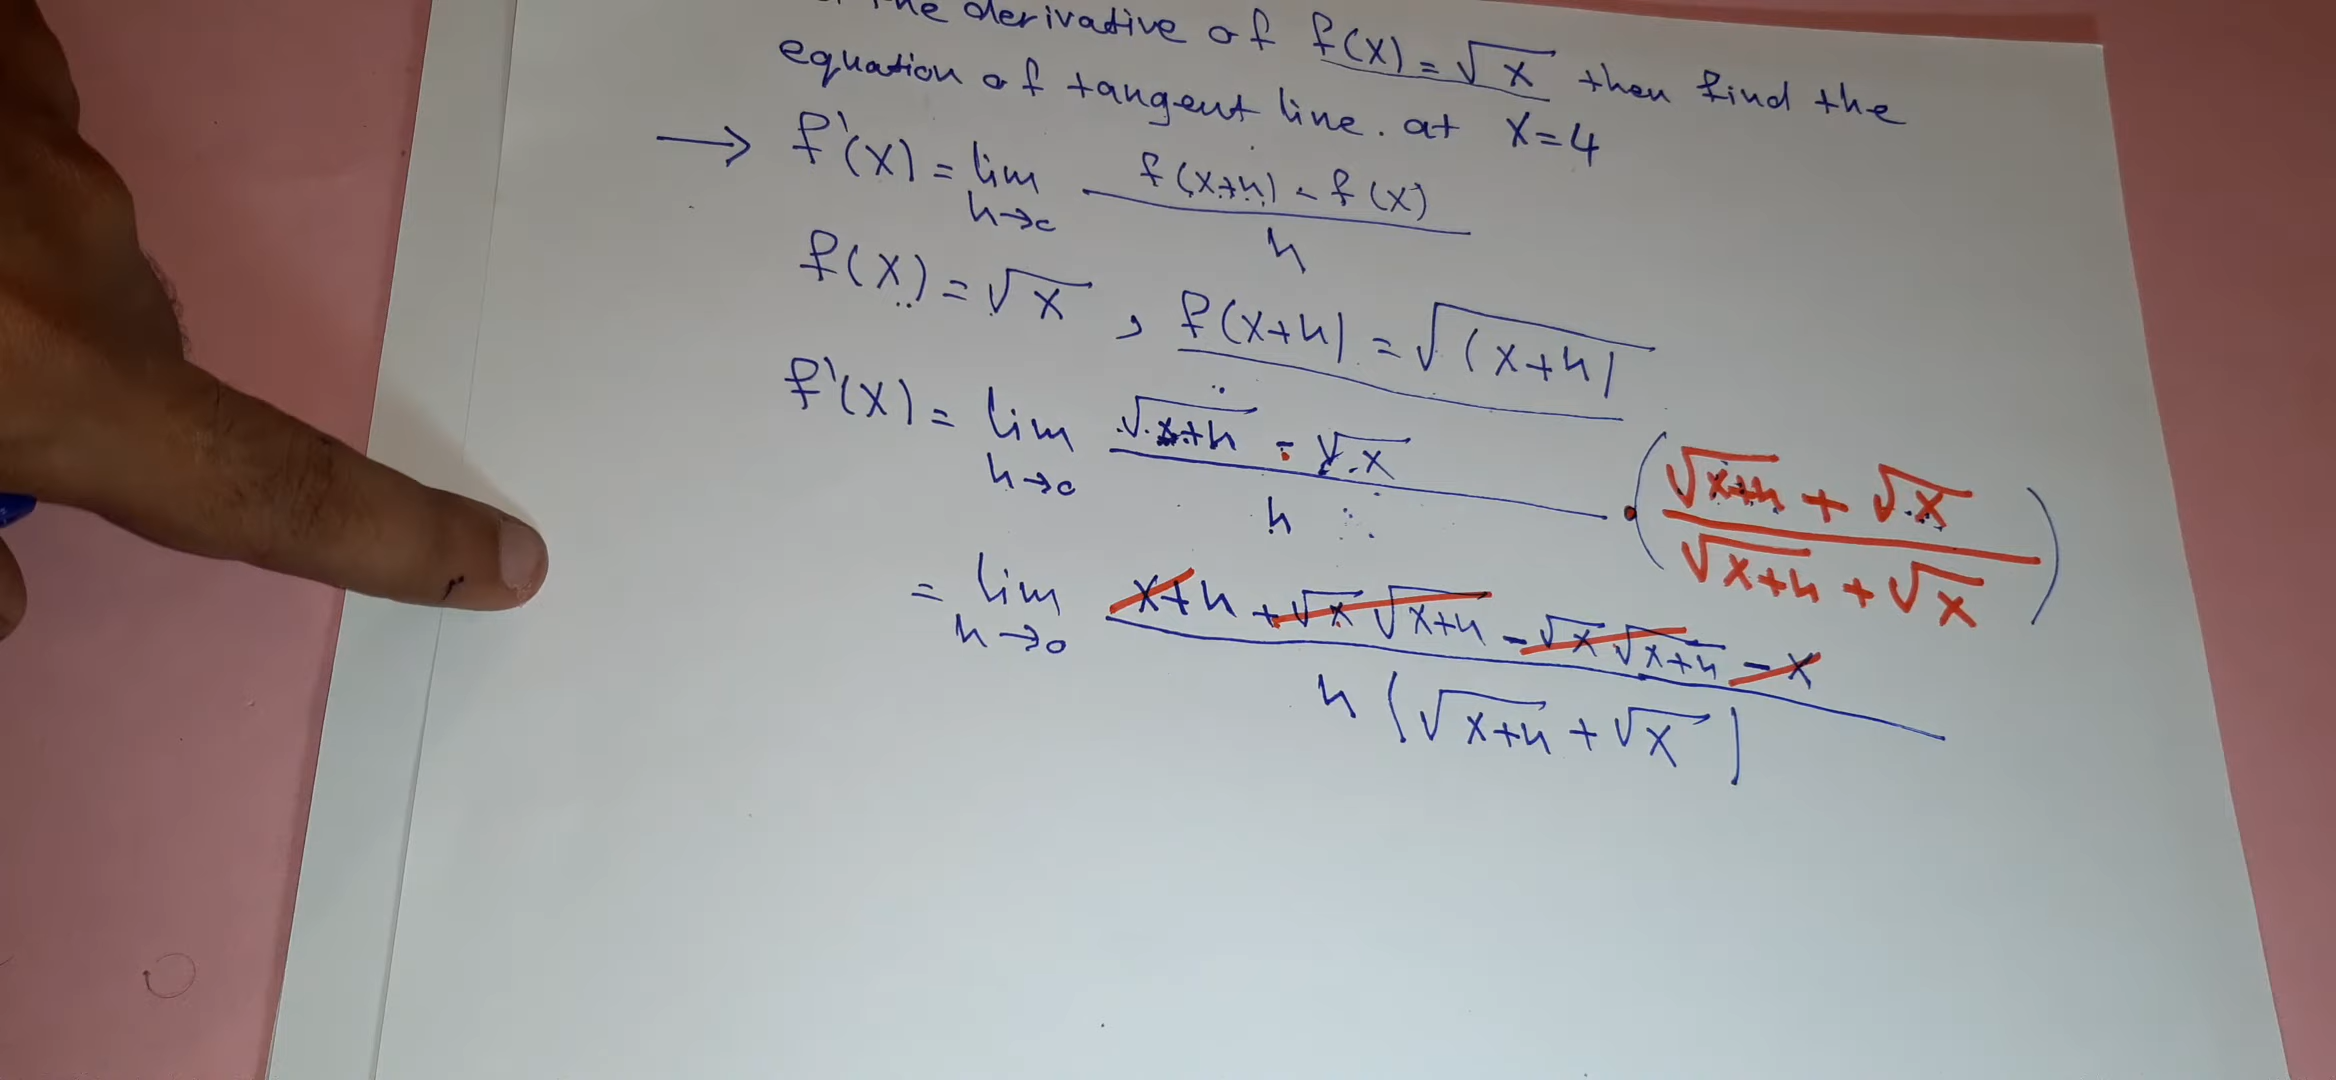 the derivative of f(x) = √x then find the
equation of tangent line. at x=4
→ f'(x) = lim h→0 (f(x+h) - f(x)) / h
f(x) = √x , f(x+h) = √(x+h)
f'(x) = lim h→0 (√x+h - √x) / h · ((√x+h + √x) / (√x+h + √x))
= lim h→0 (x+h + √x √x+h - √x √x+h - x) / h(√x+h + √x)